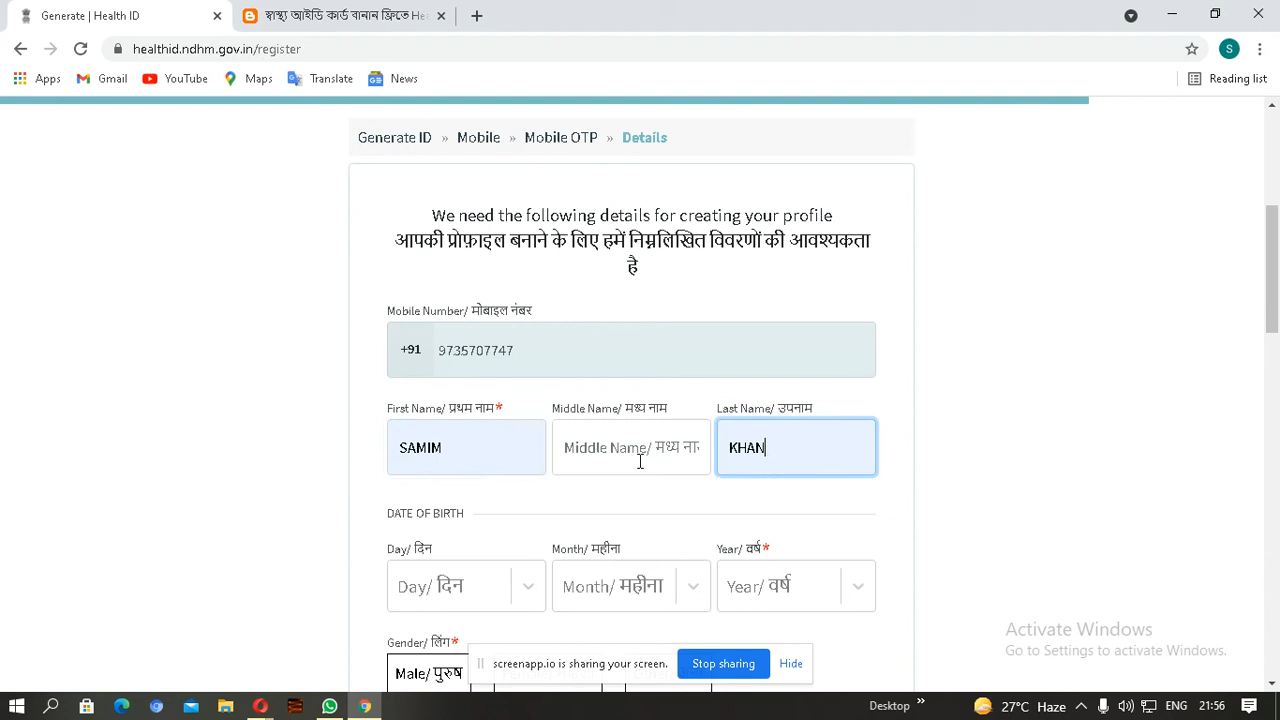 Generate | Health ID
স্বাস্থ্য আইডি কার্ড বানান ফ্রিতে He
healthid.ndhm.gov.in/register
S
Apps
Gmail
YouTube
Maps
Translate
News
Reading list
Generate ID » Mobile » Mobile OTP » Details
We need the following details for creating your profile
आपकी प्रोफ़ाइल बनाने के लिए हमें निम्नलिखित विवरणों की आवश्यकता
है
Mobile Number/ मोबाइल नंबर
+91 9735707747
First Name/ प्रथम नाम* Middle Name/ मध्य नाम Last Name/ उपनाम
SAMIM Middle Name/ मध्य ना KHAN
DATE OF BIRTH
Day/ दिन Month/ महीना Year/ वर्ष*
Day/ दिन Month/ महीना Year/ वर्ष
Activate Windows
Go to Settings to activate Windows.
Gender/ लिंग*
screenapp.io is sharing your screen. Stop sharing Hide
Male/ पुरुष
Desktop » 27°C Haze ENG 21:56